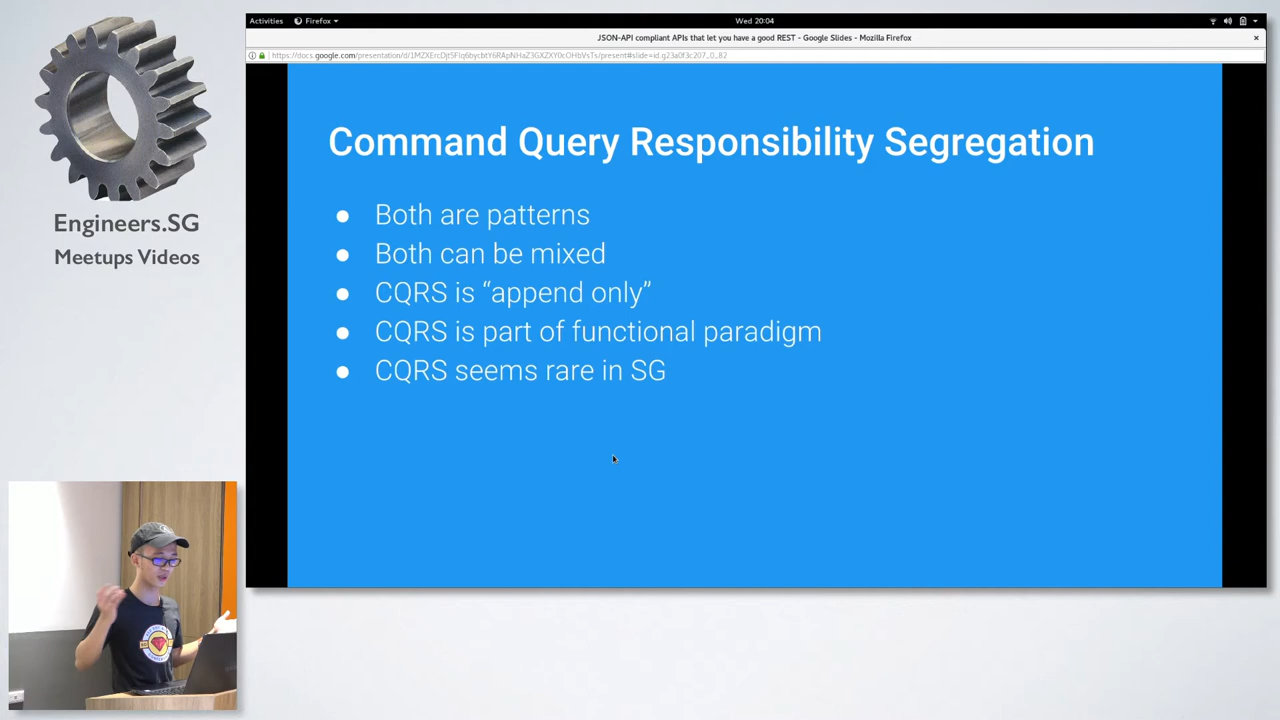 Activities
Firefox
Wed 20:04
JSON-API compliant APIs that let you have a good REST - Google Slides - Mozilla Firefox
Command Query Responsibility Segregation
● Both are patterns
● Both can be mixed
● CQRS is “append only”
● CQRS is part of functional paradigm
● CQRS seems rare in SG
Engineers.SG
Meetups Videos